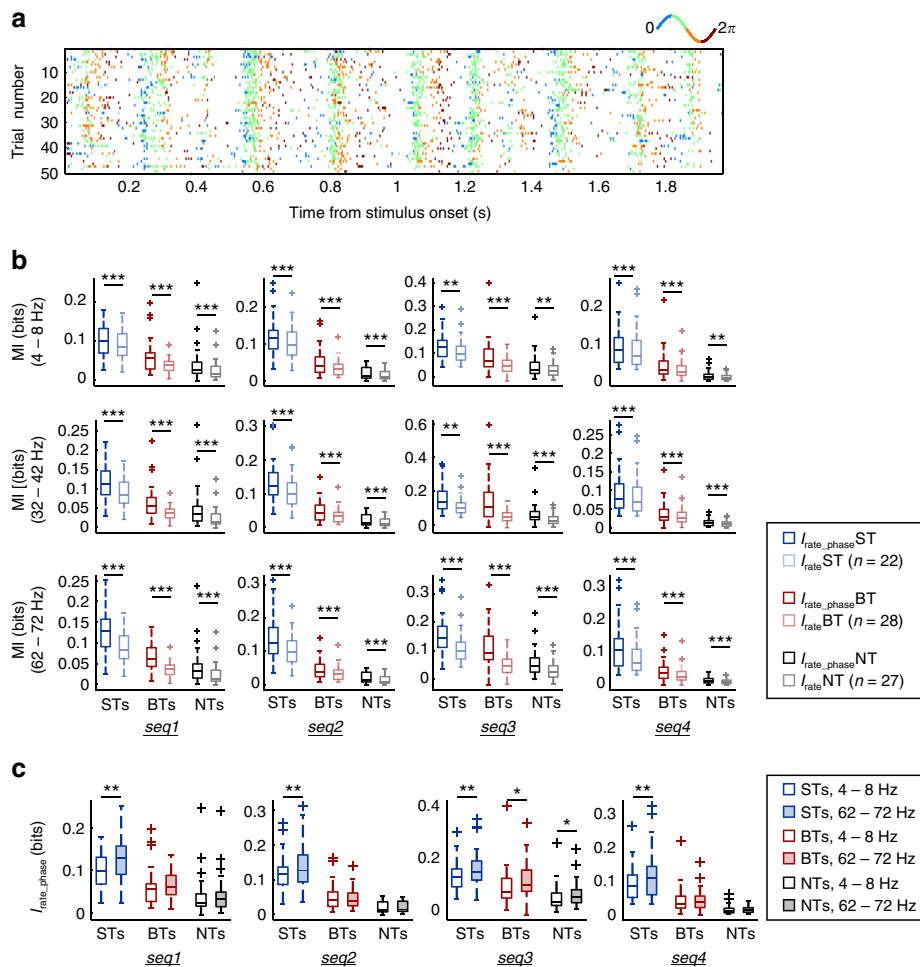 a
0 2π
Trial number
10
20
30
40
50
0.2 0.4 0.6 0.8 1 1.2 1.4 1.6 1.8
Time from stimulus onset (s)
b
MI (bits)
(4 – 8 Hz)
0.2
0.1
0
*** *** ***
0.2
0.1
0
*** *** ***
0.4
0.3
0.2
0.1
0
** *** **
0.2
0.1
0
*** *** **
MI [(bits)
(32 – 42 Hz)
0.25
0.2
0.15
0.1
0.05
0
*** *** ***
0.3
0.2
0.1
0
*** *** ***
0.6
0.4
0.2
0
** *** ***
0.25
0.2
0.15
0.1
0.05
0
*** *** ***
MI (bits)
(62 – 72 Hz)
0.25
0.2
0.15
0.1
0.05
0
*** *** ***
0.3
0.2
0.1
0
*** *** ***
0.3
0.2
0.1
0
*** *** ***
0.3
0.2
0.1
0
*** *** ***
STs BTs NTs STs BTs NTs STs BTs NTs STs BTs NTs
seq1 seq2 seq3 seq4
Irate_phaseST
IrateST (n = 22)
Irate_phaseBT
IrateBT (n = 28)
Irate_phaseNT
IrateNT (n = 27)
c
Irate_phase (bits)
0.2
0.1
0
**
0.3
0.2
0.1
0
**
0.4
0.2
0
** * *
0.3
0.2
0.1
0
**
STs BTs NTs STs BTs NTs STs BTs NTs STs BTs NTs
seq1 seq2 seq3 seq4
STs, 4 – 8 Hz
STs, 62 – 72 Hz
BTs, 4 – 8 Hz
BTs, 62 – 72 Hz
NTs, 4 – 8 Hz
NTs, 62 – 72 Hz